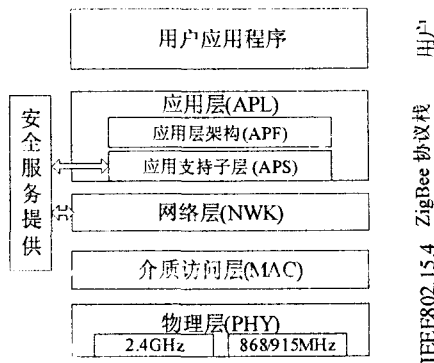 用户应用程序
用户
安全服务提供
应用层(APL)
应用层架构(APF)
应用支持子层(APS)
ZigBee 协议栈
网络层(NWK)
介质访问层(MAC)
物理层(PHY)
2.4GHz
868/915MHz
IEEE802.15.4